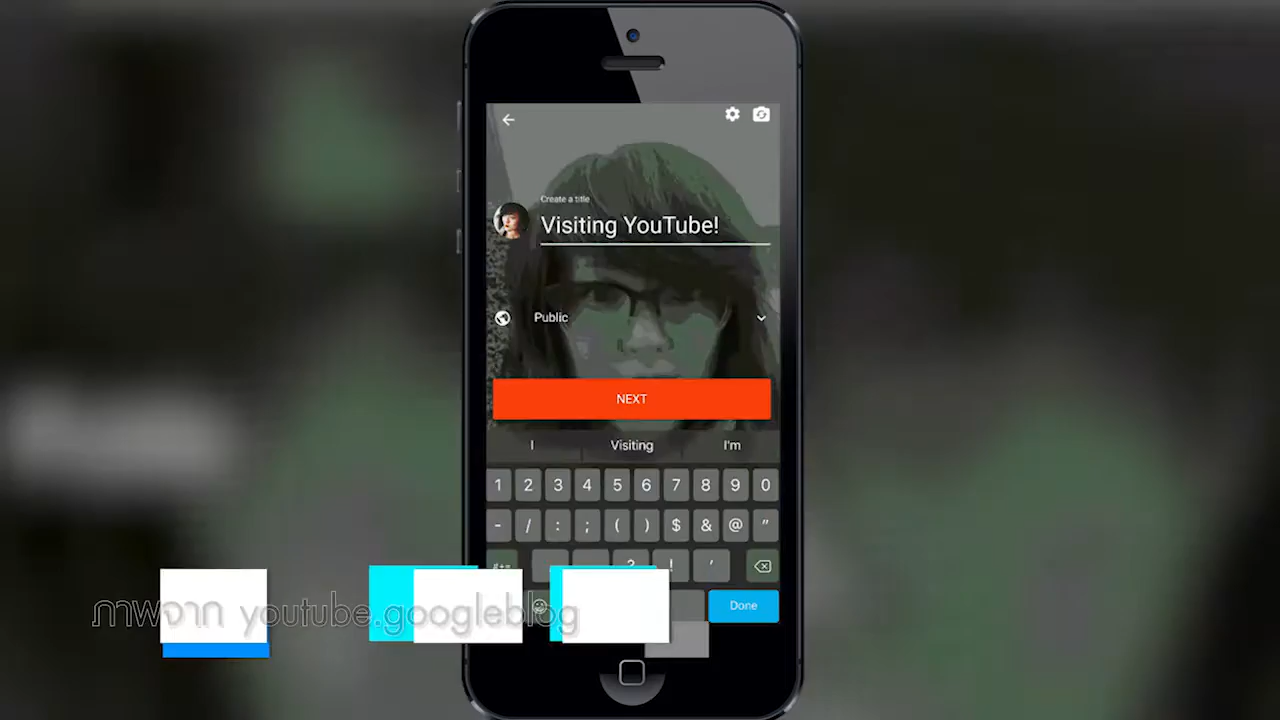 Create a title
Visiting YouTube!
Public
NEXT
I Visiting I'm
1 2 3 4 5 6 7 8 9 0
- / : ; ( ) $ & @ "
#+= ? ! '
Done
ภาพจาก youtube.googleblog